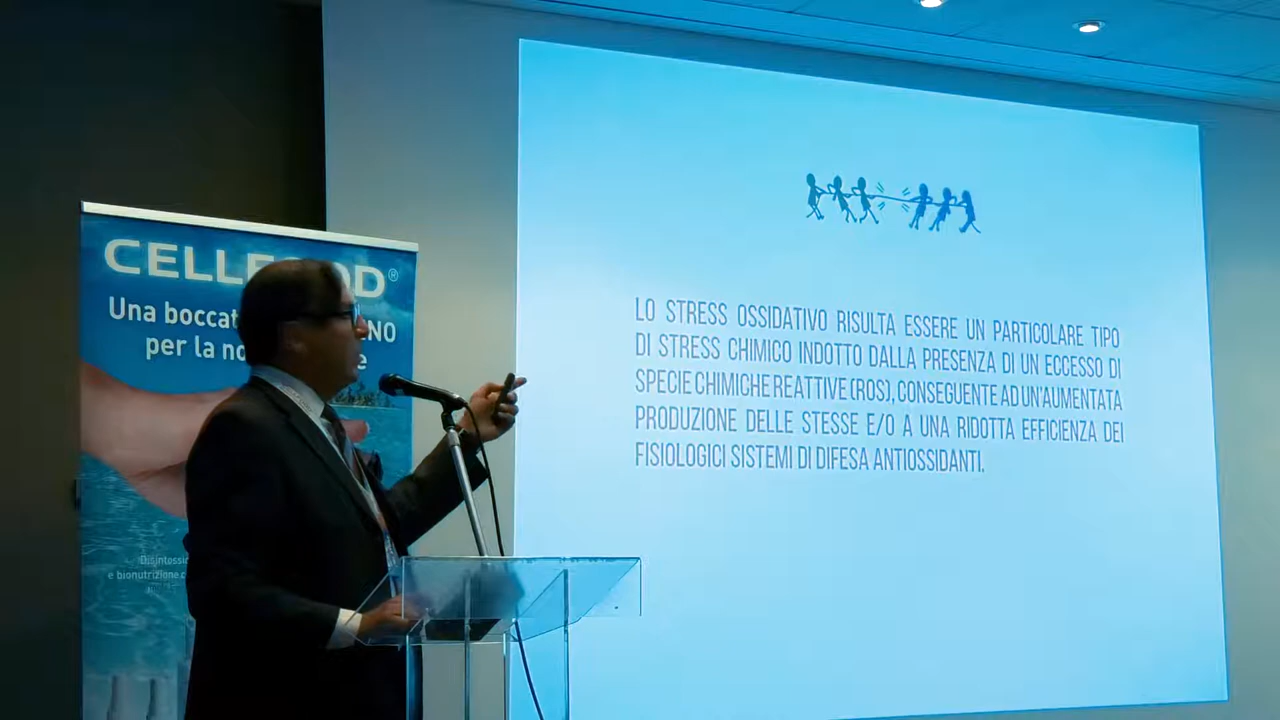 CELLF D®
Una boccat NO
per la no e
Disintossi
e bionutrizione c
LO STRESS OSSIDATIVO RISULTA ESSERE UN PARTICOLARE TIPO
DI STRESS CHIMICO INDOTTO DALLA PRESENZA DI UN ECCESSO DI
SPECIE CHIMICHE REATTIVE (ROS), CONSEGUENTE AD UN'AUMENTATA
PRODUZIONE DELLE STESSE E/O A UNA RIDOTTA EFFICIENZA DEI
FISIOLOGICI SISTEMI DI DIFESA ANTIOSSIDANTI.